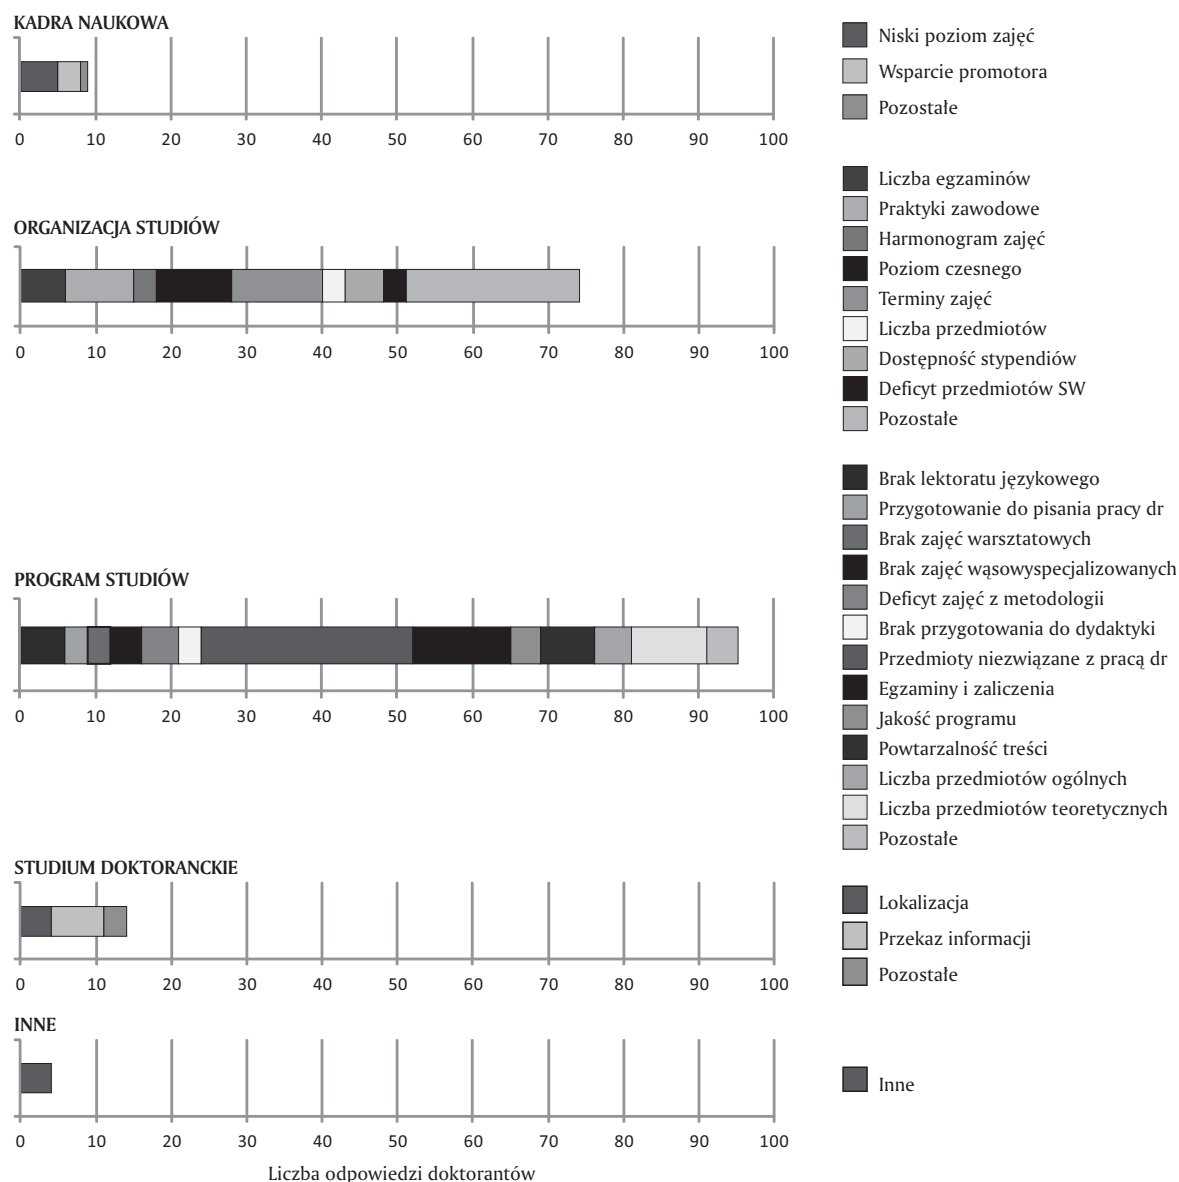 KADRA NAUKOWA
0 10 20 30 40 50 60 70 80 90 100
Niski poziom zajęć
Wsparcie promotora
Pozostałe
ORGANIZACJA STUDIÓW
0 10 20 30 40 50 60 70 80 90 100
Liczba egzaminów
Praktyki zawodowe
Harmonogram zajęć
Poziom czesnego
Terminy zajęć
Liczba przedmiotów
Dostępność stypendiów
Deficyt przedmiotów SW
Pozostałe
PROGRAM STUDIÓW
0 10 20 30 40 50 60 70 80 90 100
Brak lektoratu językowego
Przygotowanie do pisania pracy dr
Brak zajęć warsztatowych
Brak zajęć wąsowyspecjalizowanych
Deficyt zajęć z metodologii
Brak przygotowania do dydaktyki
Przedmioty niezwiązane z pracą dr
Egzaminy i zaliczenia
Jakość programu
Powtarzalność treści
Liczba przedmiotów ogólnych
Liczba przedmiotów teoretycznych
Pozostałe
STUDIUM DOKTORANCKIE
0 10 20 30 40 50 60 70 80 90 100
Lokalizacja
Przekaz informacji
Pozostałe
INNE
0 10 20 30 40 50 60 70 80 90 100
Inne
Liczba odpowiedzi doktorantów